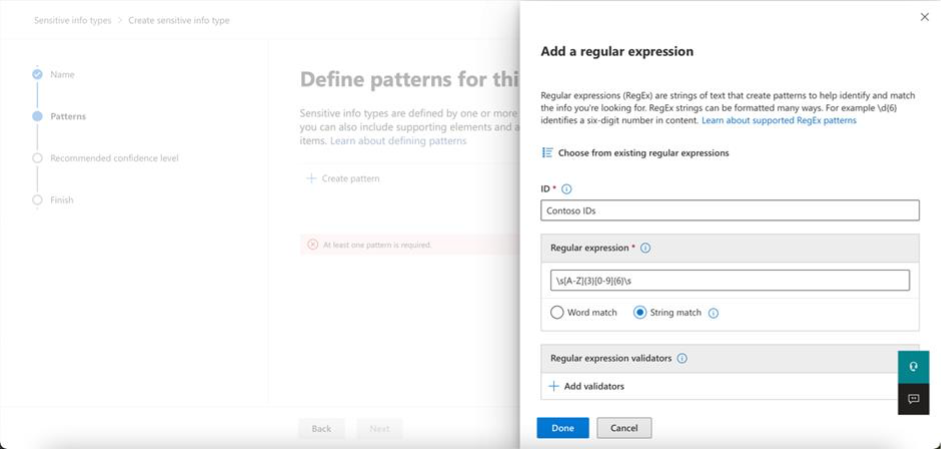 Sensitive info types > Create sensitive info type
Name
Patterns
Recommended confidence level
Finish
Define patterns for thi
Sensitive info types are defined by one or more
you can also include supporting elements and a
items. Learn about defining patterns
+ Create pattern
At least one pattern is required.
Back
Next
Add a regular expression
Regular expressions (RegEx) are strings of text that create patterns to help identify and match
the info you're looking for. RegEx strings can be formatted many ways. For example \d{6}
identifies a six-digit number in content. Learn about supported RegEx patterns
Choose from existing regular expressions
ID *
Contoso IDs
Regular expression *
\s[A-Z]{3}[0-9]{6}\s
Word match
String match
Regular expression validators
+ Add validators
Done
Cancel